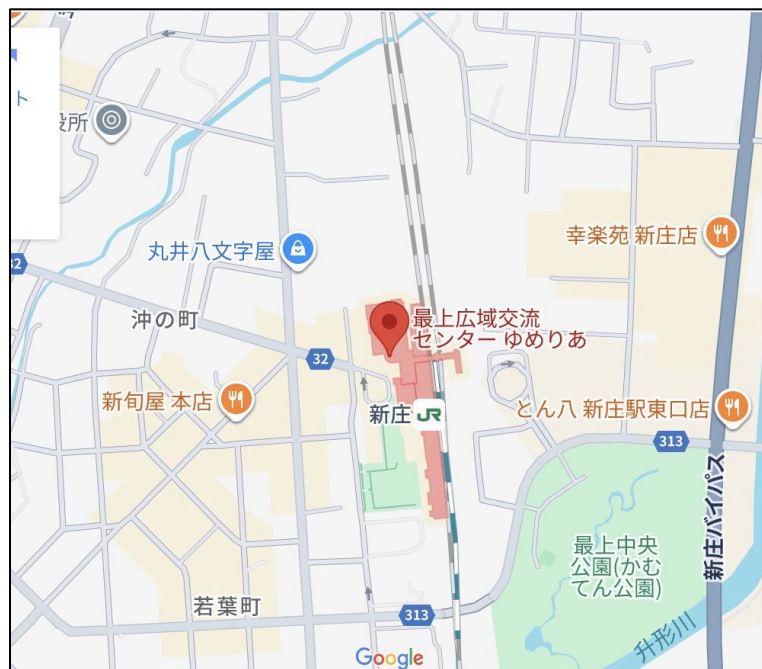 ト
役所
丸井八文字屋
幸楽苑 新庄店
32
沖の町
最上広域交流
センター ゆめりあ
32
新旬屋 本店
新庄 JR
とん八 新庄駅東口店
313
新庄バイパス
最上中央
公園(かむ
てん公園)
若葉町
313
升形川
Google